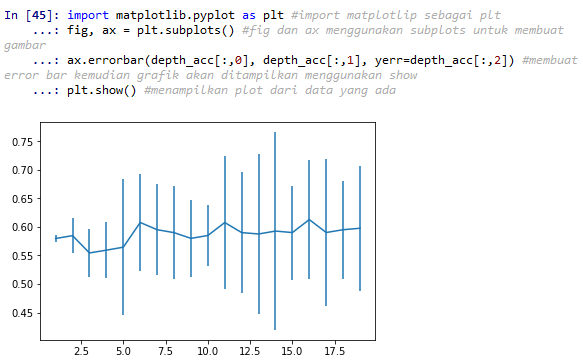 In [45]: import matplotlib.pyplot as plt #import matplotlip sebagai plt
...: fig, ax = plt.subplots() #fig dan ax menggunakan subplots untuk membuat
gambar
...: ax.errorbar(depth_acc[:,0], depth_acc[:,1], yerr=depth_acc[:,2]) #membuat
error bar kemudian grafik akan ditampilkan menggunakan show
...: plt.show() #menampilkan plot dari data yang ada
0.75
0.70
0.65
0.60
0.55
0.50
0.45
2.5 5.0 7.5 10.0 12.5 15.0 17.5